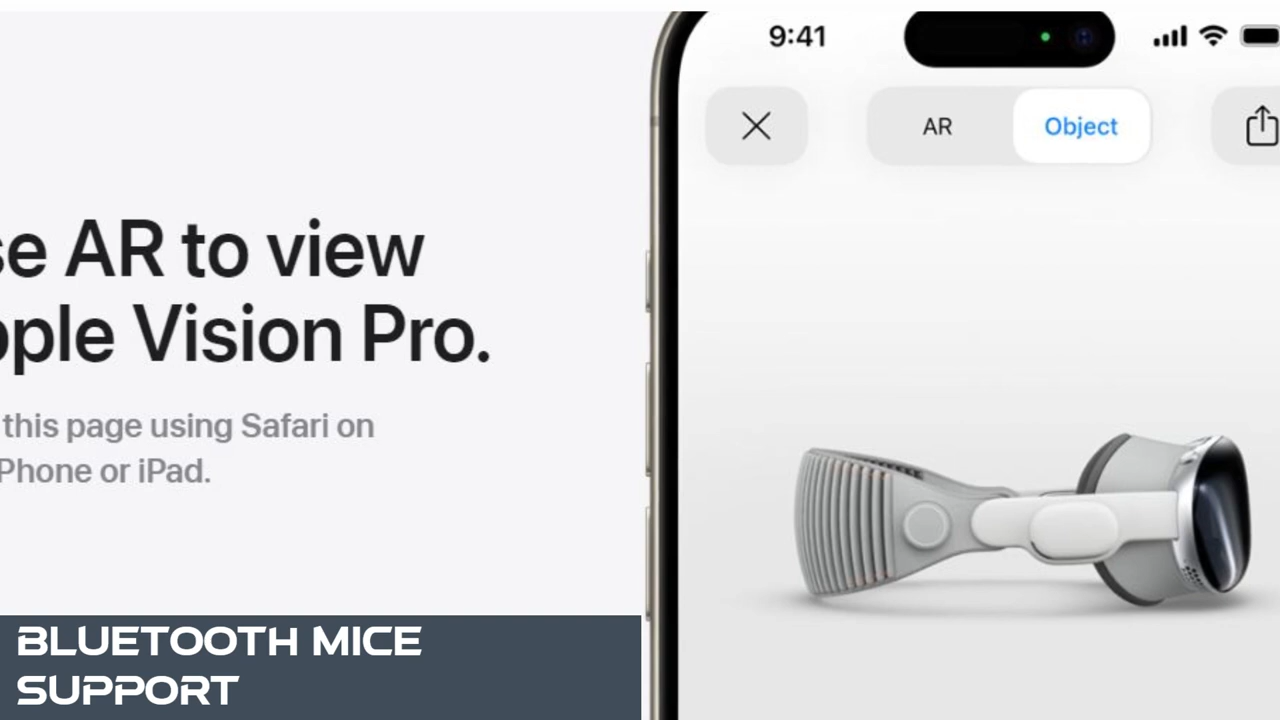 se AR to view
pple Vision Pro.
this page using Safari on
Phone or iPad.
BLUETOOTH MICE
SUPPORT
9:41
AR
Object